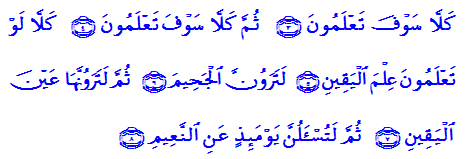 كَلَّا سَوْفَ تَعْلَمُونَ ﴿٣﴾ ثُمَّ كَلَّا سَوْفَ تَعْلَمُونَ ﴿٤﴾ كَلَّا لَوْ
تَعْلَمُونَ عِلْمَ الْيَقِينِ ﴿٥﴾ لَتَرَوُنَّ الْجَحِيمَ ﴿٦﴾ ثُمَّ لَتَرَوُنَّهَا عَيْنَ
الْيَقِينِ ﴿٧﴾ ثُمَّ لَتُسْأَلُنَّ يَوْمَئِذٍ عَنِ النَّعِيمِ ﴿٨﴾